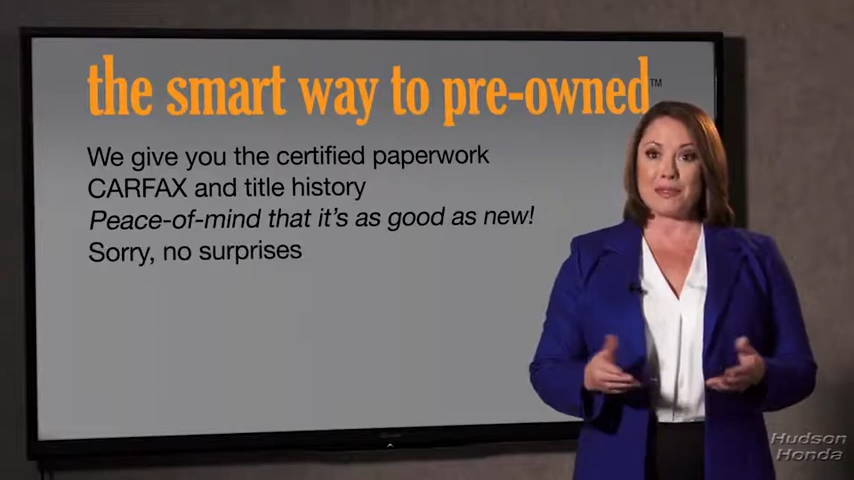 the smart way to pre-owned™
We give you the certified paperwork
CARFAX and title history
Peace-of-mind that it's as good as new!
Sorry, no surprises
Hudson
Honda